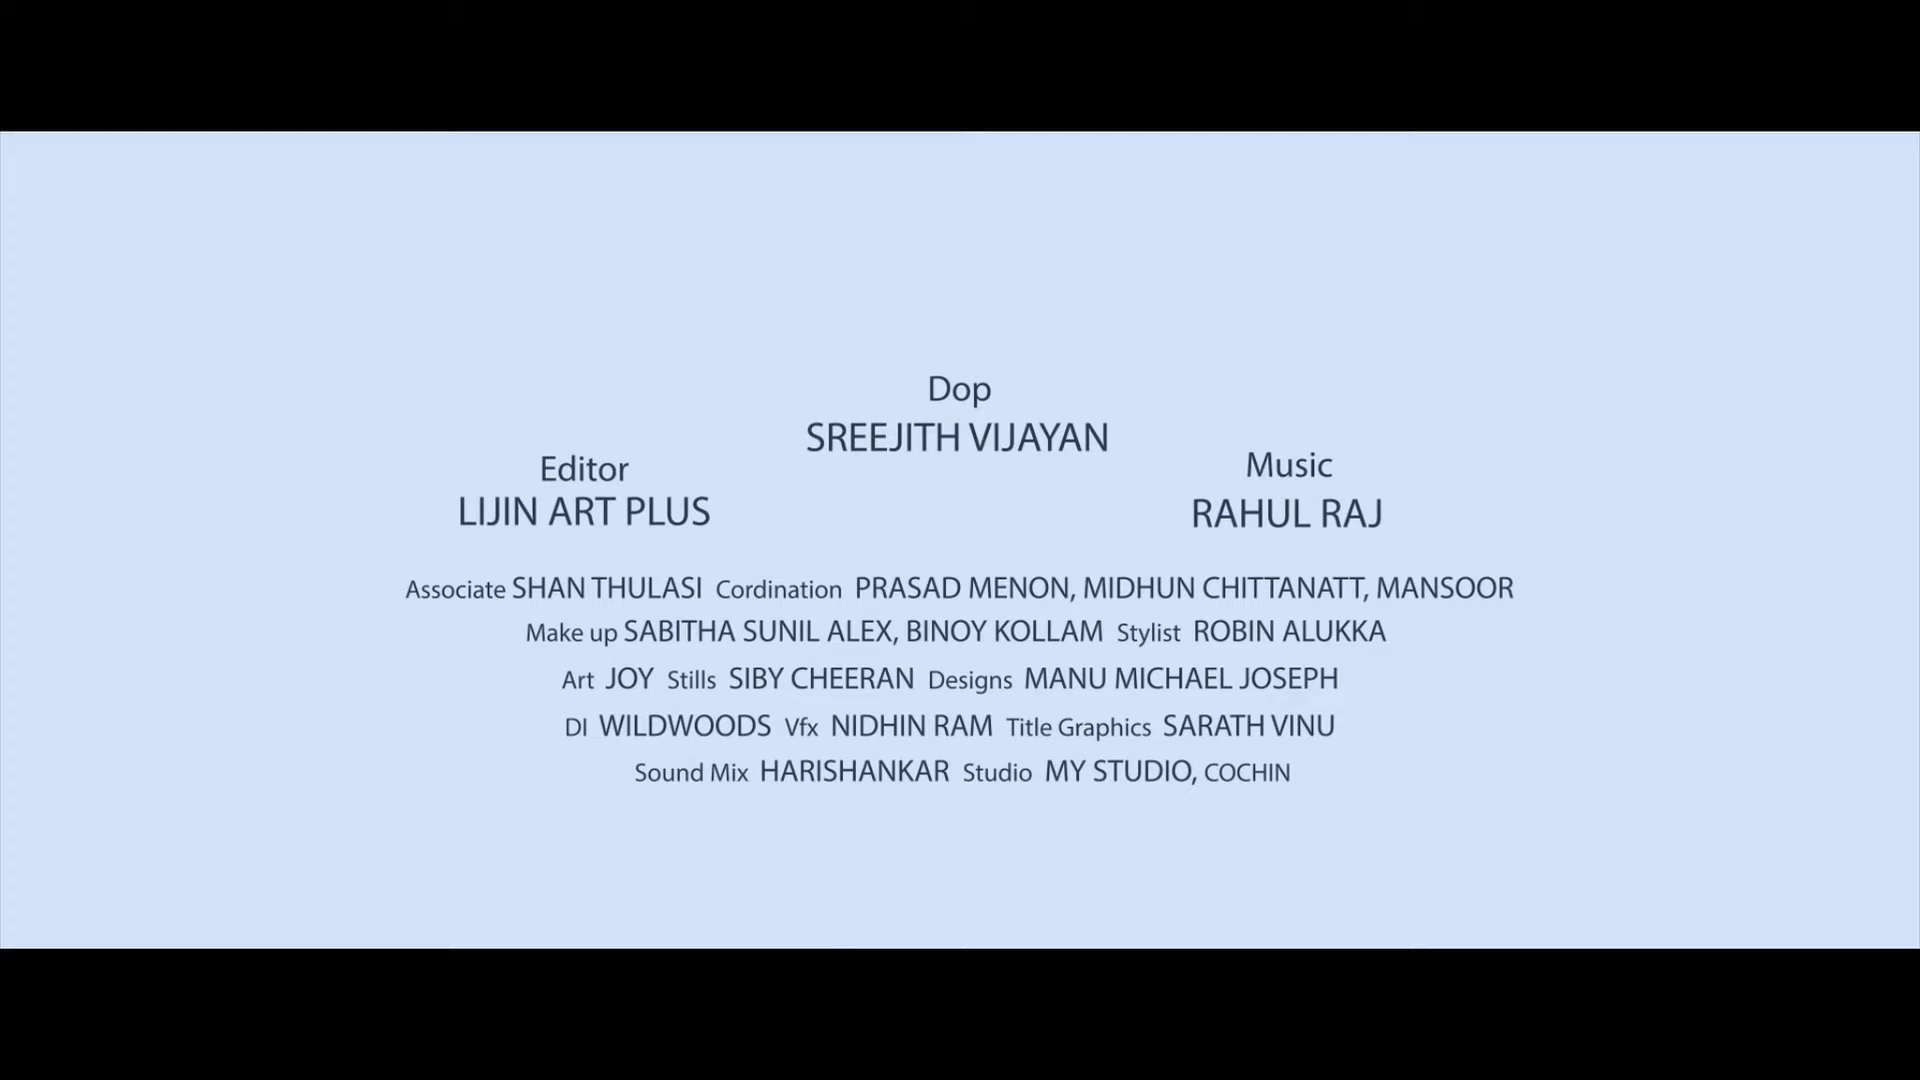 Dop
SREEJITH VIJAYAN
Editor
LIJIN ART PLUS
Music
RAHUL RAJ
Associate SHAN THULASI Cordination PRASAD MENON, MIDHUN CHITTANATT, MANSOOR
Make up SABITHA SUNIL ALEX, BINOY KOLLAM Stylist ROBIN ALUKKA
Art JOY Stills SIBY CHEERAN Designs MANU MICHAEL JOSEPH
DI WILDWOODS Vfx NIDHIN RAM Title Graphics SARATH VINU
Sound Mix HARISHANKAR Studio MY STUDIO, COCHIN